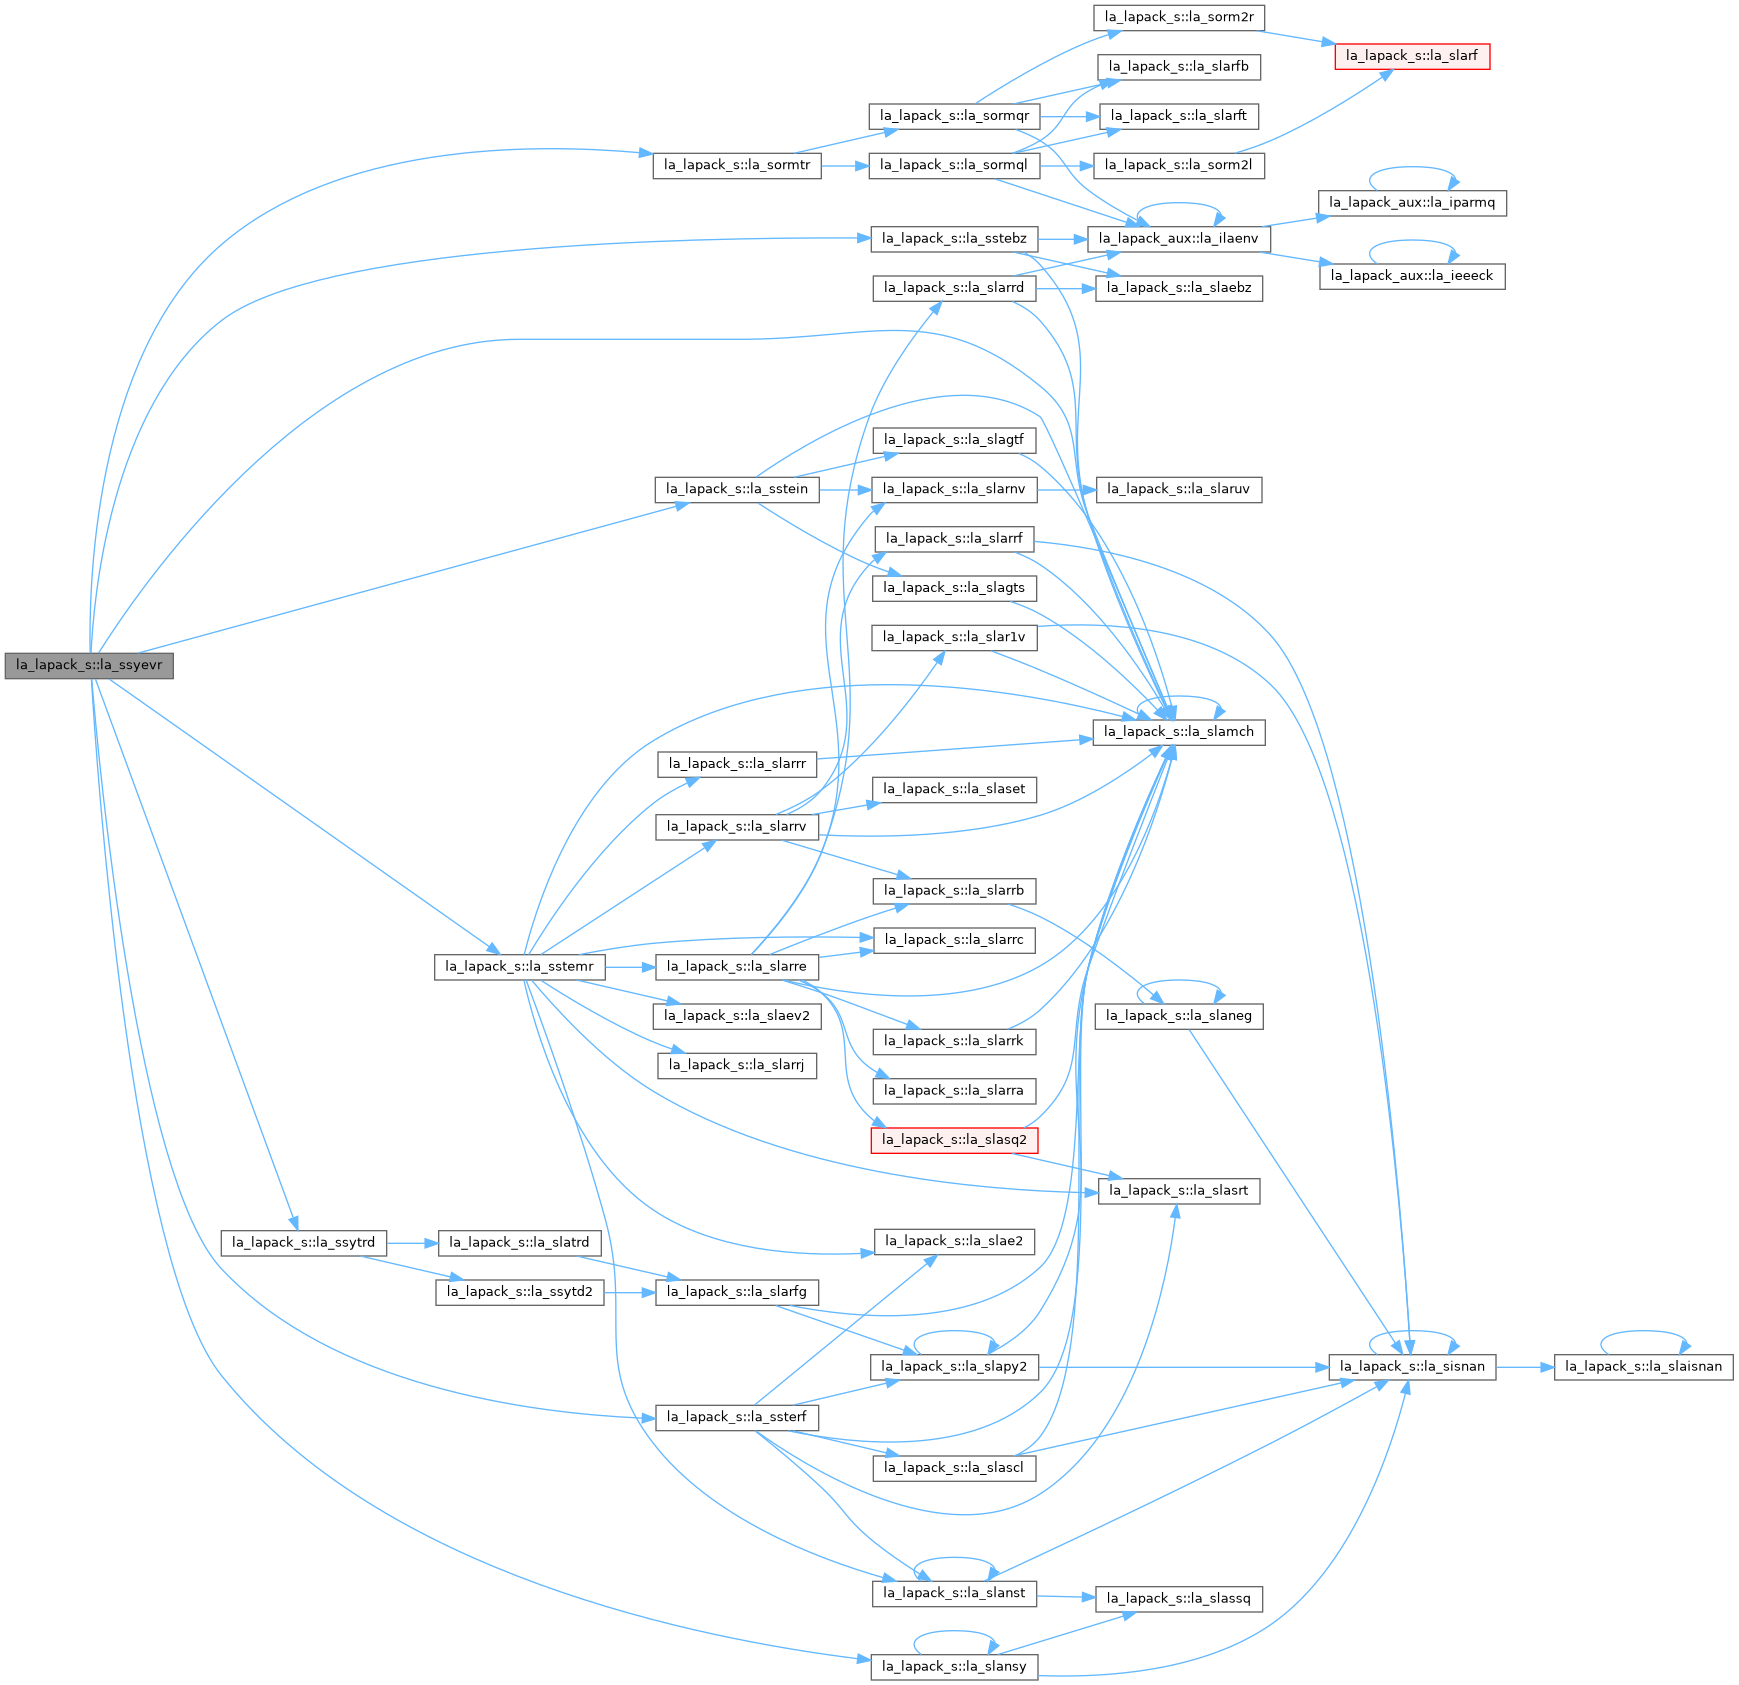 la_lapack_s::la_sorm2r
la_lapack_s::la_slarf
la_lapack_s::la_slarfb
la_lapack_s::la_sormqr
la_lapack_s::la_slarft
la_lapack_s::la_sormtr
la_lapack_s::la_sormql
la_lapack_s::la_sorm2l
la_lapack_aux::la_iparmq
la_lapack_s::la_sstebz
la_lapack_aux::la_ilaenv
la_lapack_aux::la_ieeeck
la_lapack_s::la_slarrd
la_lapack_s::la_slaebz
la_lapack_s::la_slagtf
la_lapack_s::la_sstein
la_lapack_s::la_slarnv
la_lapack_s::la_slaruv
la_lapack_s::la_slarrf
la_lapack_s::la_slagts
la_lapack_s::la_slar1v
la_lapack_s::la_ssyevr
la_lapack_s::la_slamch
la_lapack_s::la_slarrr
la_lapack_s::la_slaset
la_lapack_s::la_slarrv
la_lapack_s::la_slarrb
la_lapack_s::la_slarrc
la_lapack_s::la_sstemr
la_lapack_s::la_slarre
la_lapack_s::la_slaev2
la_lapack_s::la_slaneg
la_lapack_s::la_slarrk
la_lapack_s::la_slarrj
la_lapack_s::la_slarra
la_lapack_s::la_slasq2
la_lapack_s::la_slasrt
la_lapack_s::la_ssytrd
la_lapack_s::la_slatrd
la_lapack_s::la_slae2
la_lapack_s::la_ssytd2
la_lapack_s::la_slarfg
la_lapack_s::la_slapy2
la_lapack_s::la_sisnan
la_lapack_s::la_slaisnan
la_lapack_s::la_ssterf
la_lapack_s::la_slascl
la_lapack_s::la_slanst
la_lapack_s::la_slassq
la_lapack_s::la_slansy